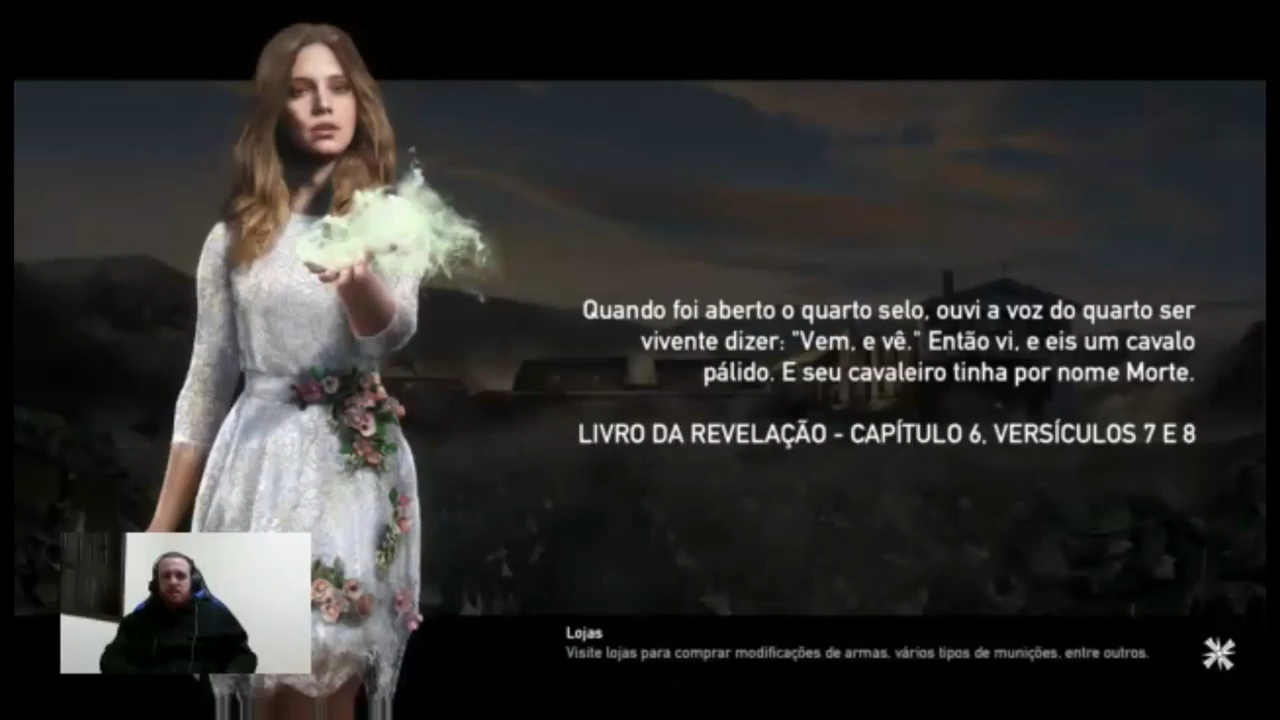 Quando foi aberto o quarto selo, ouvi a voz do quarto ser
vivente dizer: "Vem, e vê." Então vi, e eis um cavalo
pálido. E seu cavaleiro tinha por nome Morte.
LIVRO DA REVELAÇÃO - CAPÍTULO 6, VERSÍCULOS 7 E 8
Lojas
Visite lojas para comprar modificações de armas, vários tipos de munições, entre outros.